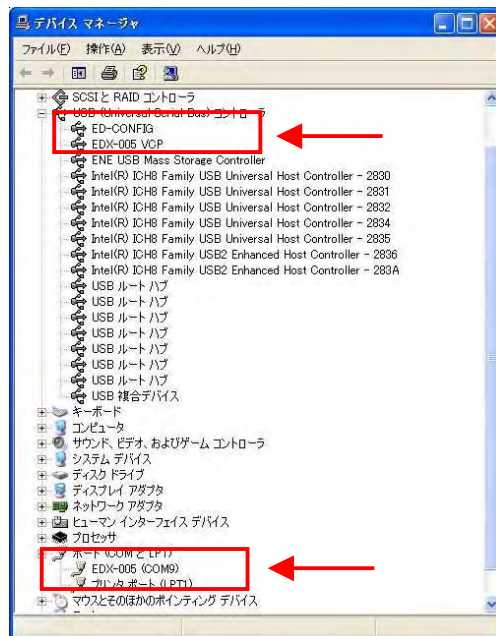 デバイス マネージャ
ファイル(F) 操作(A) 表示(V) ヘルプ(H)
SCSI と RAID コントローラ
USB (Universal Serial Bus) コントローラ
ED-CONFIG
EDX-005 VCP
ENE USB Mass Storage Controller
Intel(R) ICH8 Family USB Universal Host Controller - 2830
Intel(R) ICH8 Family USB Universal Host Controller - 2831
Intel(R) ICH8 Family USB Universal Host Controller - 2832
Intel(R) ICH8 Family USB Universal Host Controller - 2834
Intel(R) ICH8 Family USB Universal Host Controller - 2835
Intel(R) ICH8 Family USB2 Enhanced Host Controller - 2836
Intel(R) ICH8 Family USB2 Enhanced Host Controller - 283A
USB ルート ハブ
USB ルート ハブ
USB ルート ハブ
USB ルート ハブ
USB ルート ハブ
USB ルート ハブ
USB ルート ハブ
USB 複合デバイス
キーボード
コンピュータ
サウンド、ビデオ、およびゲーム コントローラ
システム デバイス
ディスク ドライブ
ディスプレイ アダプタ
ネットワーク アダプタ
ヒューマン インターフェイス デバイス
プロセッサ
ポート (COM と LPT)
EDX-005 (COM9)
プリンタ ポート (LPT1)
マウスとそのほかのポインティング デバイス